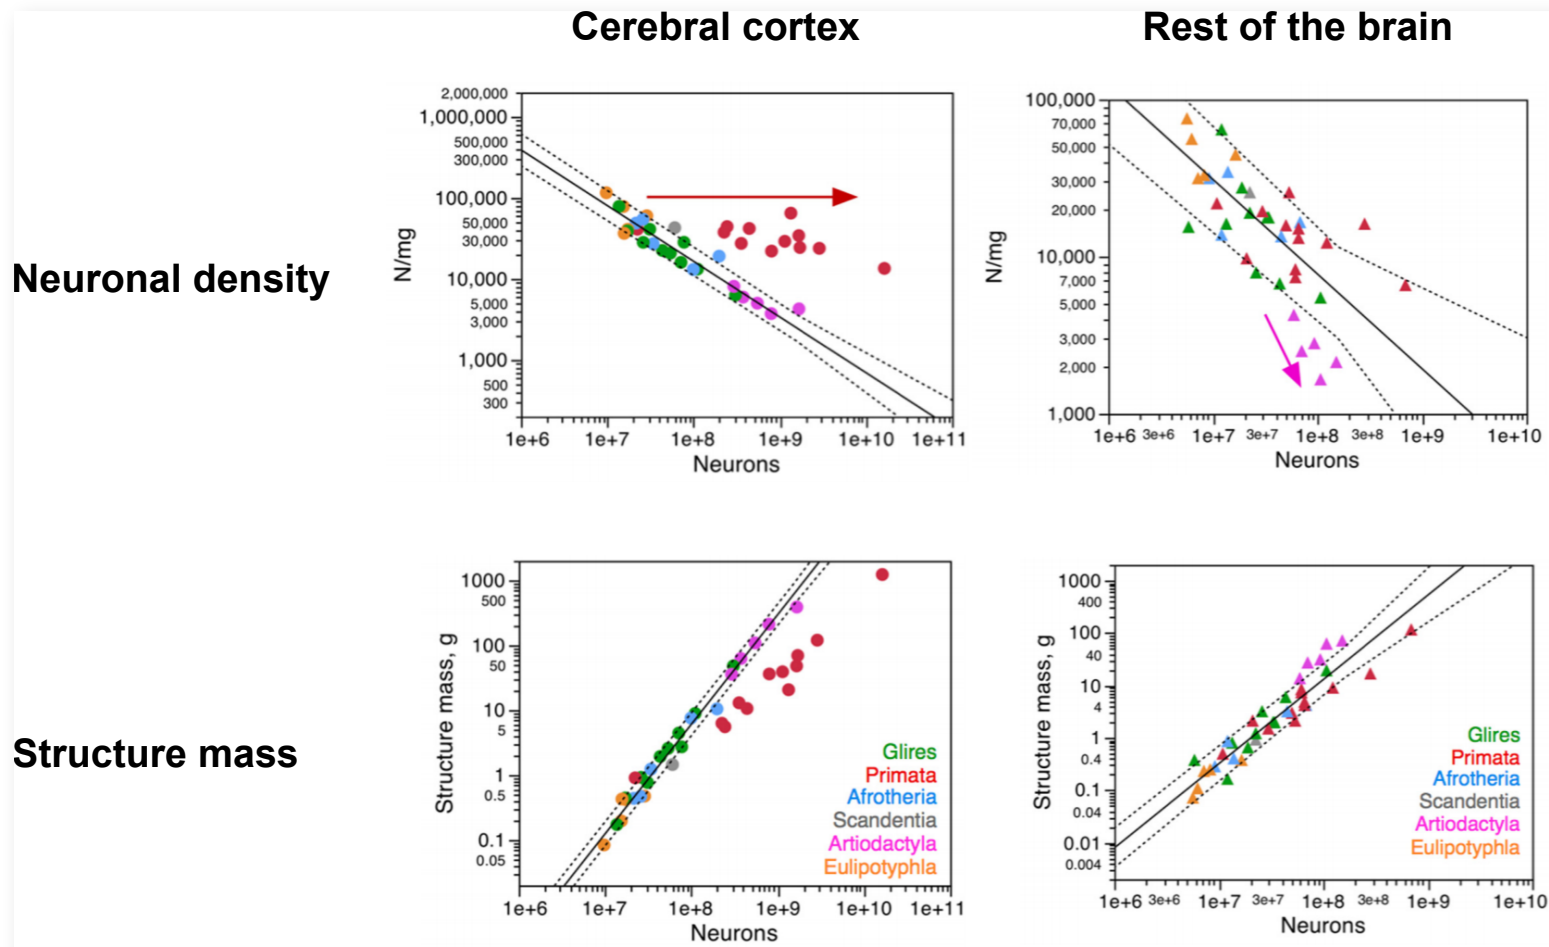 Cerebral cortex
Rest of the brain
Neuronal density
N/mg
2,000,000
1,000,000
500,000
300,000
100,000
50,000
30,000
10,000
5,000
3,000
1,000
500
300
1e+6 1e+7 1e+8 1e+9 1e+10 1e+11
Neurons
N/mg
100,000
70,000
50,000
30,000
20,000
10,000
7,000
5,000
3,000
2,000
1,000
1e+6 3e+6 1e+7 3e+7 1e+8 3e+8 1e+9 1e+10
Neurons
Structure mass
Structure mass, g
1000
500
100
50
10
5
1
0.5
0.1
0.05
Glires
Primata
Afrotheria
Scandentia
Artiodactyla
Eulipotyphla
1e+6 1e+7 1e+8 1e+9 1e+10 1e+11
Neurons
Structure mass, g
1000
400
100
40
10
4
1
0.4
0.1
0.04
0.01
0.004
Glires
Primata
Afrotheria
Scandentia
Artiodactyla
Eulipotyphla
1e+6 3e+6 1e+7 3e+7 1e+8 3e+8 1e+9 1e+10
Neurons